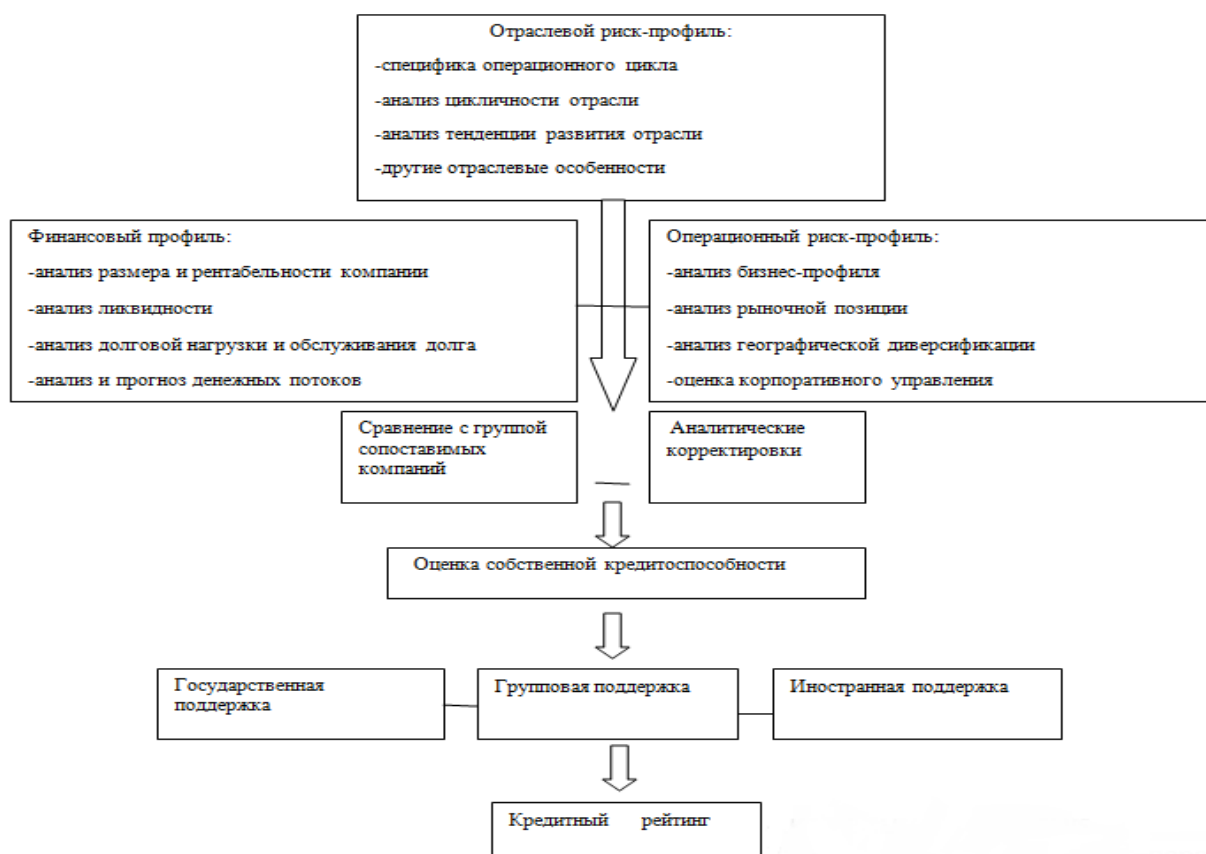 Отраслевой риск-профиль:
-специфика операционного цикла
-анализ цикличности отрасли
-анализ тенденции развития отрасли
-другие отраслевые особенности
Финансовый профиль:
-анализ размера и рентабельности компании
-анализ ликвидности
-анализ долговой нагрузки и обслуживания долга
-анализ и прогноз денежных потоков
Операционный риск-профиль:
-анализ бизнес-профиля
-анализ рыночной позиции
-анализ географической диверсификации
-оценка корпоративного управления
Сравнение с группой
сопоставимых
компаний
Аналитические
корректировки
Оценка собственной кредитоспособности
Государственная
поддержка
Групповая поддержка
Иностранная поддержка
Кредитный рейтинг